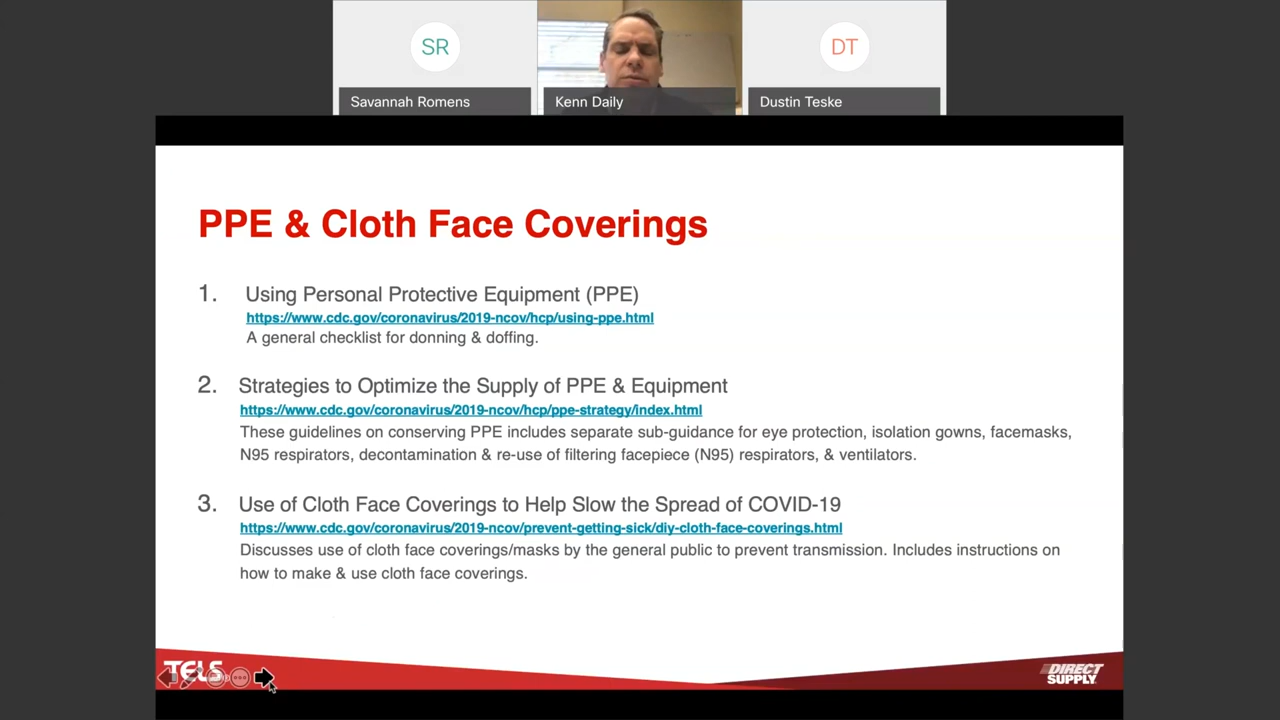 SR
DT
Savannah Romens
Kenn Daily
Dustin Teske
PPE & Cloth Face Coverings
1. Using Personal Protective Equipment (PPE)
https://www.cdc.gov/coronavirus/2019-ncov/hcp/using-ppe.html
A general checklist for donning & doffing.
2. Strategies to Optimize the Supply of PPE & Equipment
https://www.cdc.gov/coronavirus/2019-ncov/hcp/ppe-strategy/index.html
These guidelines on conserving PPE includes separate sub-guidance for eye protection, isolation gowns, facemasks,
N95 respirators, decontamination & re-use of filtering facepiece (N95) respirators, & ventilators.
3. Use of Cloth Face Coverings to Help Slow the Spread of COVID-19
https://www.cdc.gov/coronavirus/2019-ncov/prevent-getting-sick/diy-cloth-face-coverings.html
Discusses use of cloth face coverings/masks by the general public to prevent transmission. Includes instructions on
how to make & use cloth face coverings.
TELS
DIRECT
SUPPLY